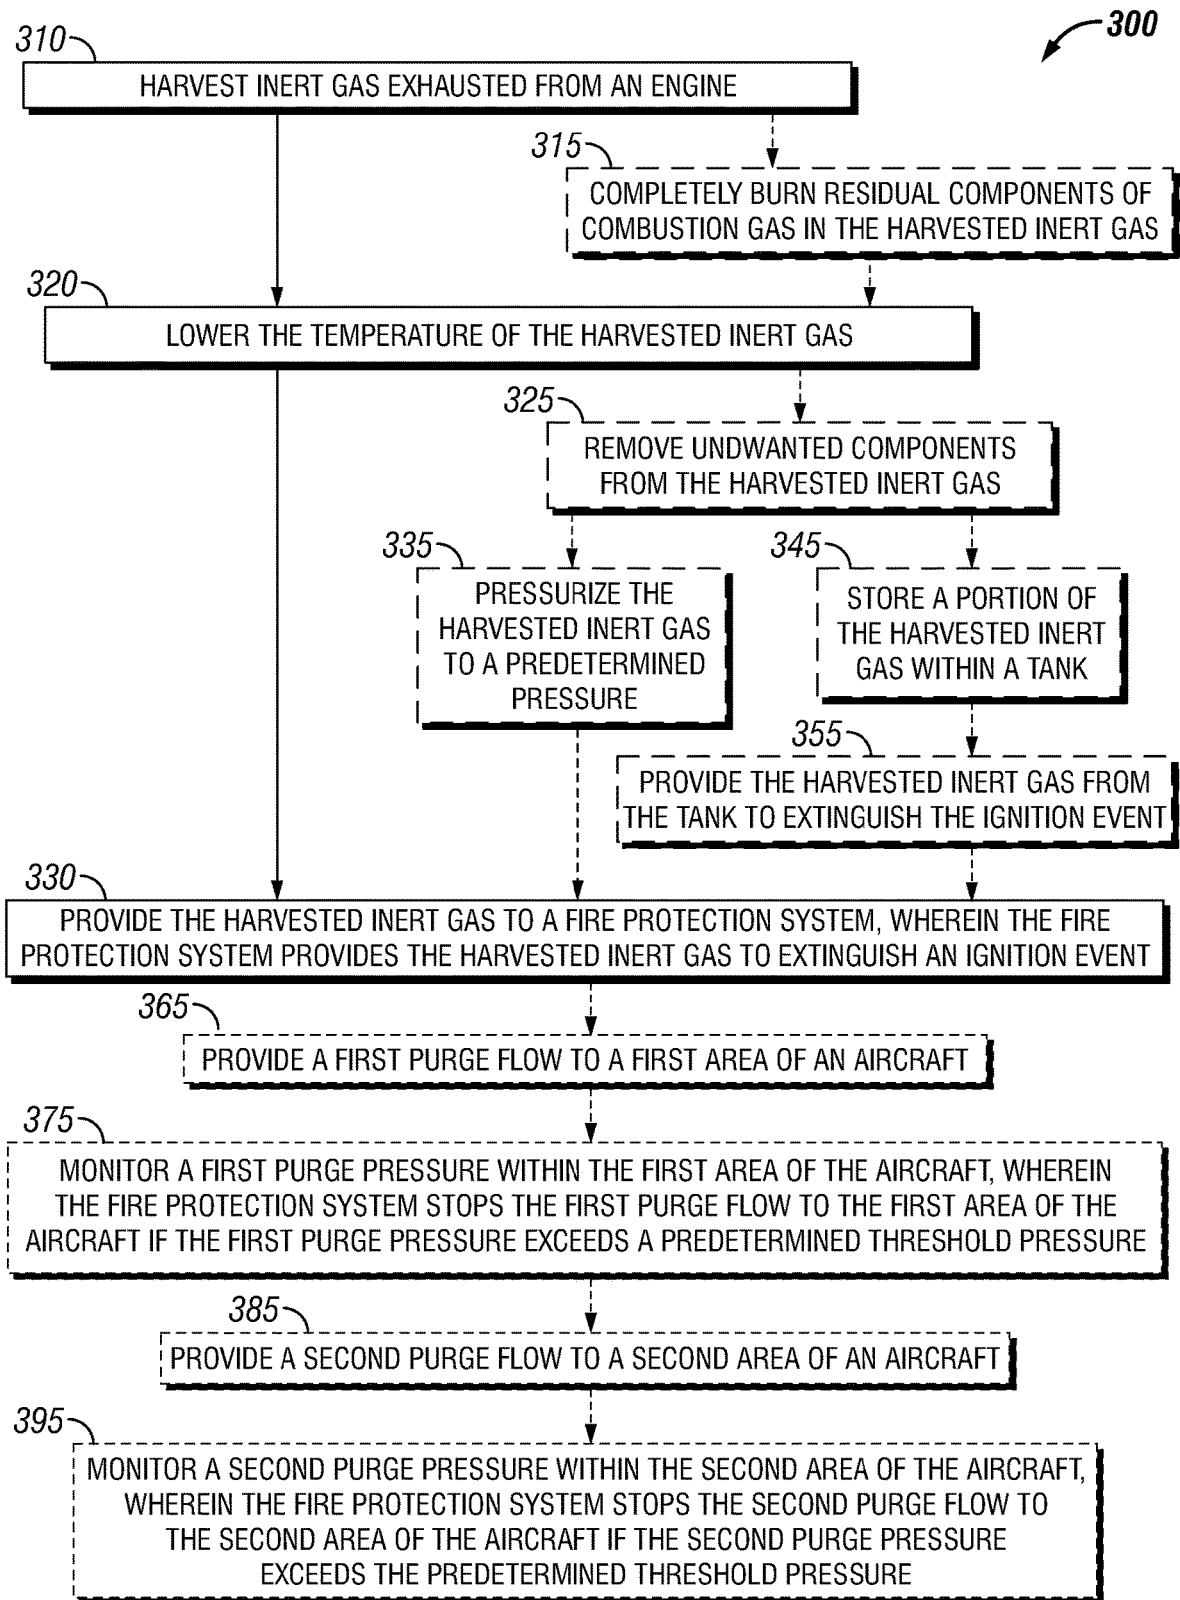 300
310
HARVEST INERT GAS EXHAUSTED FROM AN ENGINE
315
COMPLETELY BURN RESIDUAL COMPONENTS OF
COMBUSTION GAS IN THE HARVESTED INERT GAS
320
LOWER THE TEMPERATURE OF THE HARVESTED INERT GAS
325
REMOVE UNDWANTED COMPONENTS
FROM THE HARVESTED INERT GAS
335
PRESSURIZE THE
HARVESTED INERT GAS
TO A PREDETERMINED
PRESSURE
345
STORE A PORTION OF
THE HARVESTED INERT
GAS WITHIN A TANK
355
PROVIDE THE HARVESTED INERT GAS FROM
THE TANK TO EXTINGUISH THE IGNITION EVENT
330
PROVIDE THE HARVESTED INERT GAS TO A FIRE PROTECTION SYSTEM, WHEREIN THE FIRE
PROTECTION SYSTEM PROVIDES THE HARVESTED INERT GAS TO EXTINGUISH AN IGNITION EVENT
365
PROVIDE A FIRST PURGE FLOW TO A FIRST AREA OF AN AIRCRAFT
375
MONITOR A FIRST PURGE PRESSURE WITHIN THE FIRST AREA OF THE AIRCRAFT, WHEREIN
THE FIRE PROTECTION SYSTEM STOPS THE FIRST PURGE FLOW TO THE FIRST AREA OF THE
AIRCRAFT IF THE FIRST PURGE PRESSURE EXCEEDS A PREDETERMINED THRESHOLD PRESSURE
385
PROVIDE A SECOND PURGE FLOW TO A SECOND AREA OF AN AIRCRAFT
395
MONITOR A SECOND PURGE PRESSURE WITHIN THE SECOND AREA OF THE AIRCRAFT,
WHEREIN THE FIRE PROTECTION SYSTEM STOPS THE SECOND PURGE FLOW TO
THE SECOND AREA OF THE AIRCRAFT IF THE SECOND PURGE PRESSURE
EXCEEDS THE PREDETERMINED THRESHOLD PRESSURE